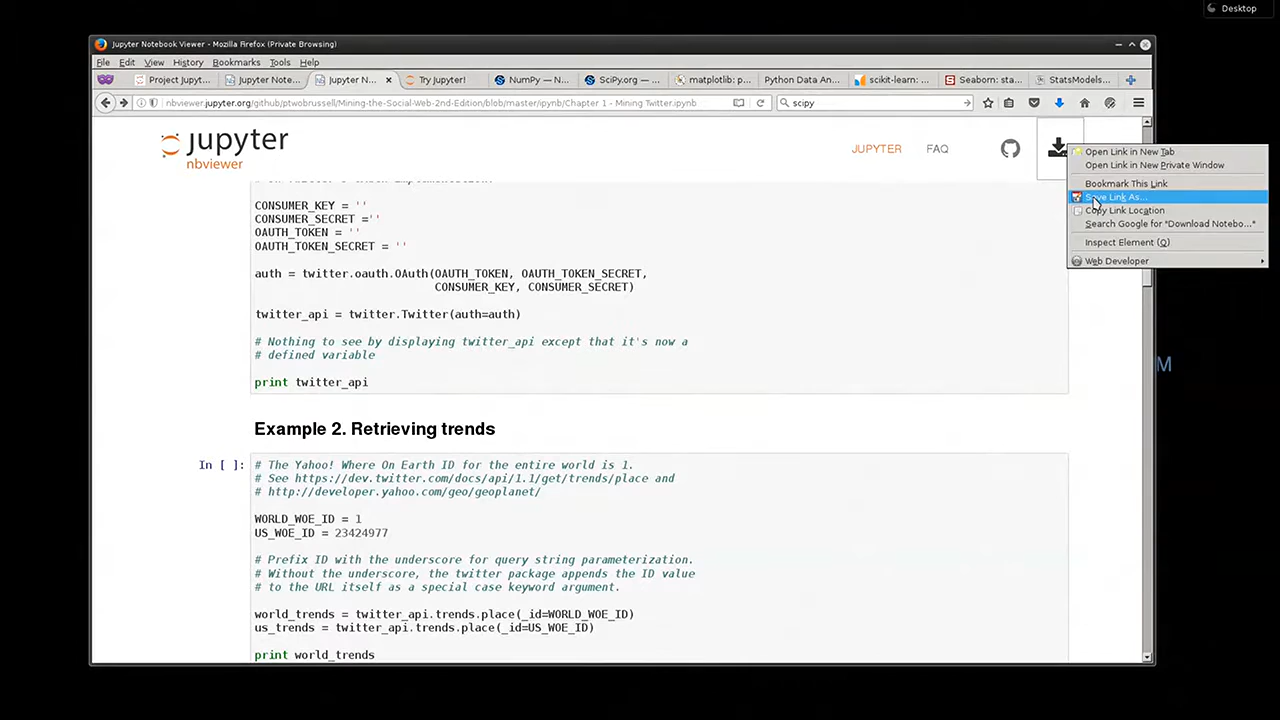 Desktop
Jupyter Notebook Viewer - Mozilla Firefox (Private Browsing)
File Edit View History Bookmarks Tools Help
Project Jupyt... Jupyter Note... Jupyter N... Try Jupyter! NumPy — N... SciPy.org — ... matplotlib: p... Python Data An... scikit-learn: ... Seaborn: sta... StatsModels...
nbviewer.jupyter.org/github/ptwobrussell/Mining-the-Social-Web-2nd-Edition/blob/master/ipynb/Chapter 1 - Mining Twitter.ipynb scipy
jupyter
nbviewer
JUPYTER FAQ
Open Link in New Tab
Open Link in New Private Window
Bookmark This Link
Save Link As...
Copy Link Location
Search Google for "Download Notebo..."
Inspect Element (Q)
Web Developer
CONSUMER_KEY = ''
CONSUMER_SECRET =''
OAUTH_TOKEN = ''
OAUTH_TOKEN_SECRET = ''
auth = twitter.oauth.OAuth(OAUTH_TOKEN, OAUTH_TOKEN_SECRET,
CONSUMER_KEY, CONSUMER_SECRET)
twitter_api = twitter.Twitter(auth=auth)
# Nothing to see by displaying twitter_api except that it's now a
# defined variable
print twitter_api
M
Example 2. Retrieving trends
In [ ]: # The Yahoo! Where On Earth ID for the entire world is 1.
# See https://dev.twitter.com/docs/api/1.1/get/trends/place and
# http://developer.yahoo.com/geo/geoplanet/
WORLD_WOE_ID = 1
US_WOE_ID = 23424977
# Prefix ID with the underscore for query string parameterization.
# Without the underscore, the twitter package appends the ID value
# to the URL itself as a special case keyword argument.
world_trends = twitter_api.trends.place(_id=WORLD_WOE_ID)
us_trends = twitter_api.trends.place(_id=US_WOE_ID)
print world_trends